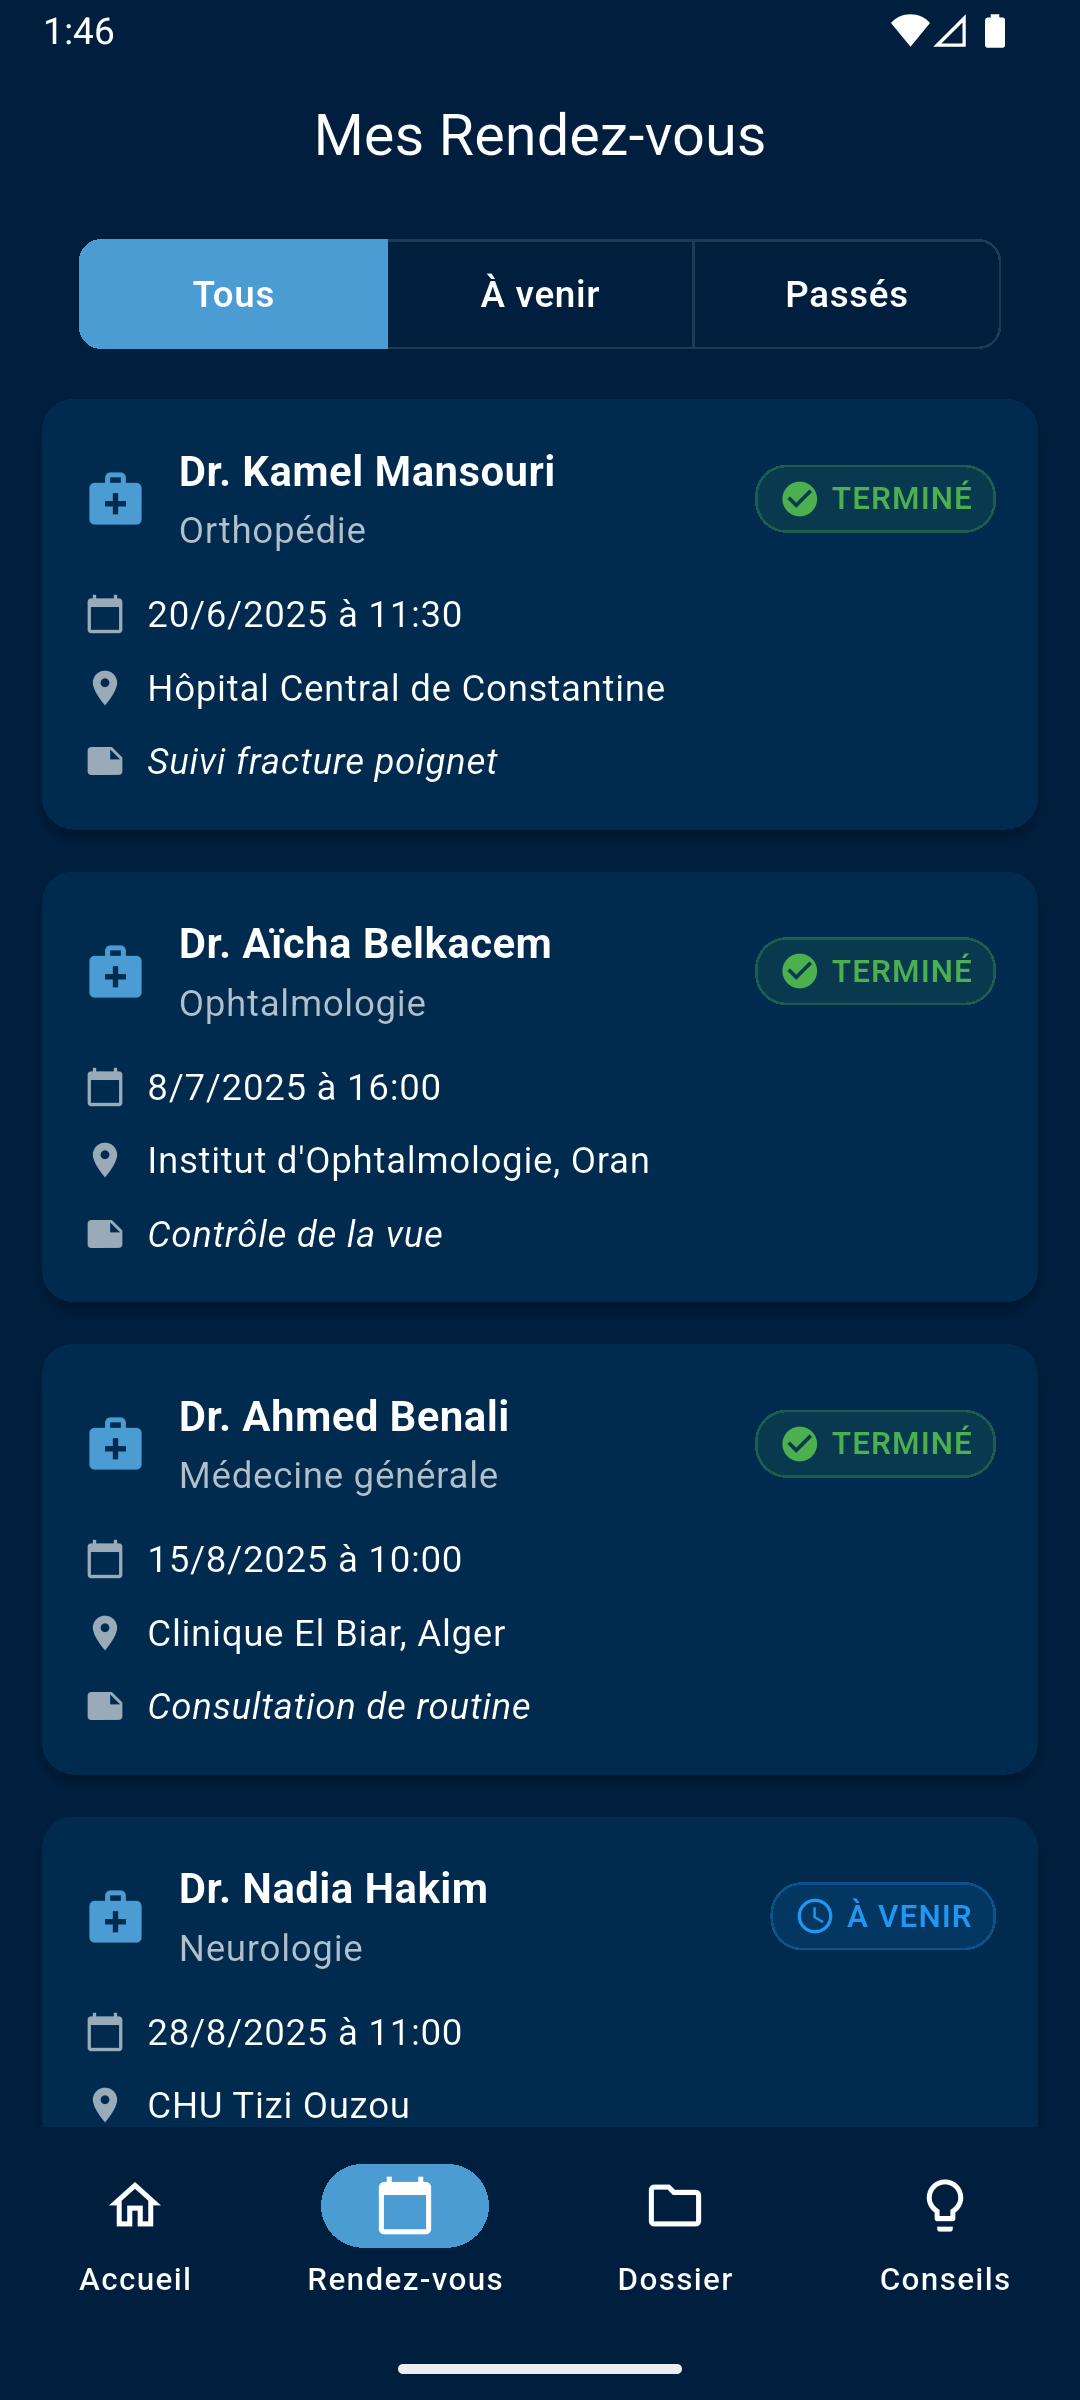 1:46
Mes Rendez-vous
Tous
À venir
Passés
Dr. Kamel Mansouri
Orthopédie
TERMINÉ
20/6/2025 à 11:30
Hôpital Central de Constantine
Suivi fracture poignet
Dr. Aïcha Belkacem
Ophtalmologie
TERMINÉ
8/7/2025 à 16:00
Institut d'Ophtalmologie, Oran
Contrôle de la vue
Dr. Ahmed Benali
Médecine générale
TERMINÉ
15/8/2025 à 10:00
Clinique El Biar, Alger
Consultation de routine
Dr. Nadia Hakim
Neurologie
À VENIR
28/8/2025 à 11:00
CHU Tizi Ouzou
Accueil
Rendez-vous
Dossier
Conseils